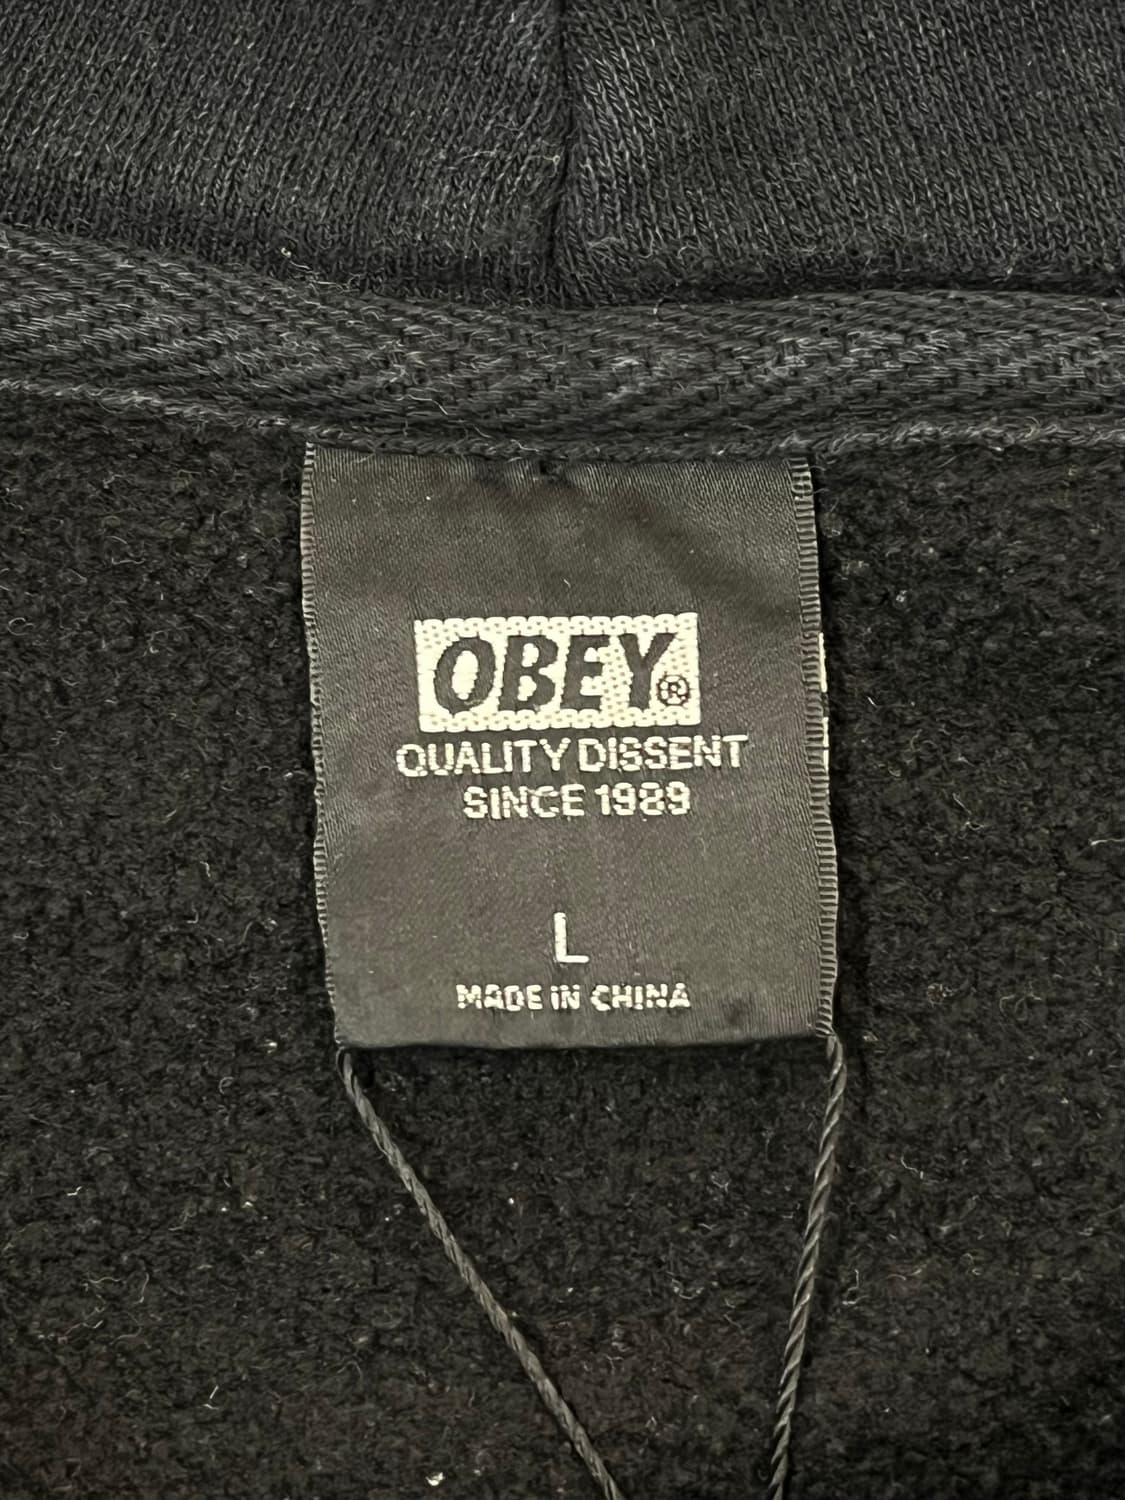 OBEY®
QUALITY DISSENT
SINCE 1989
L
MADE IN CHINA